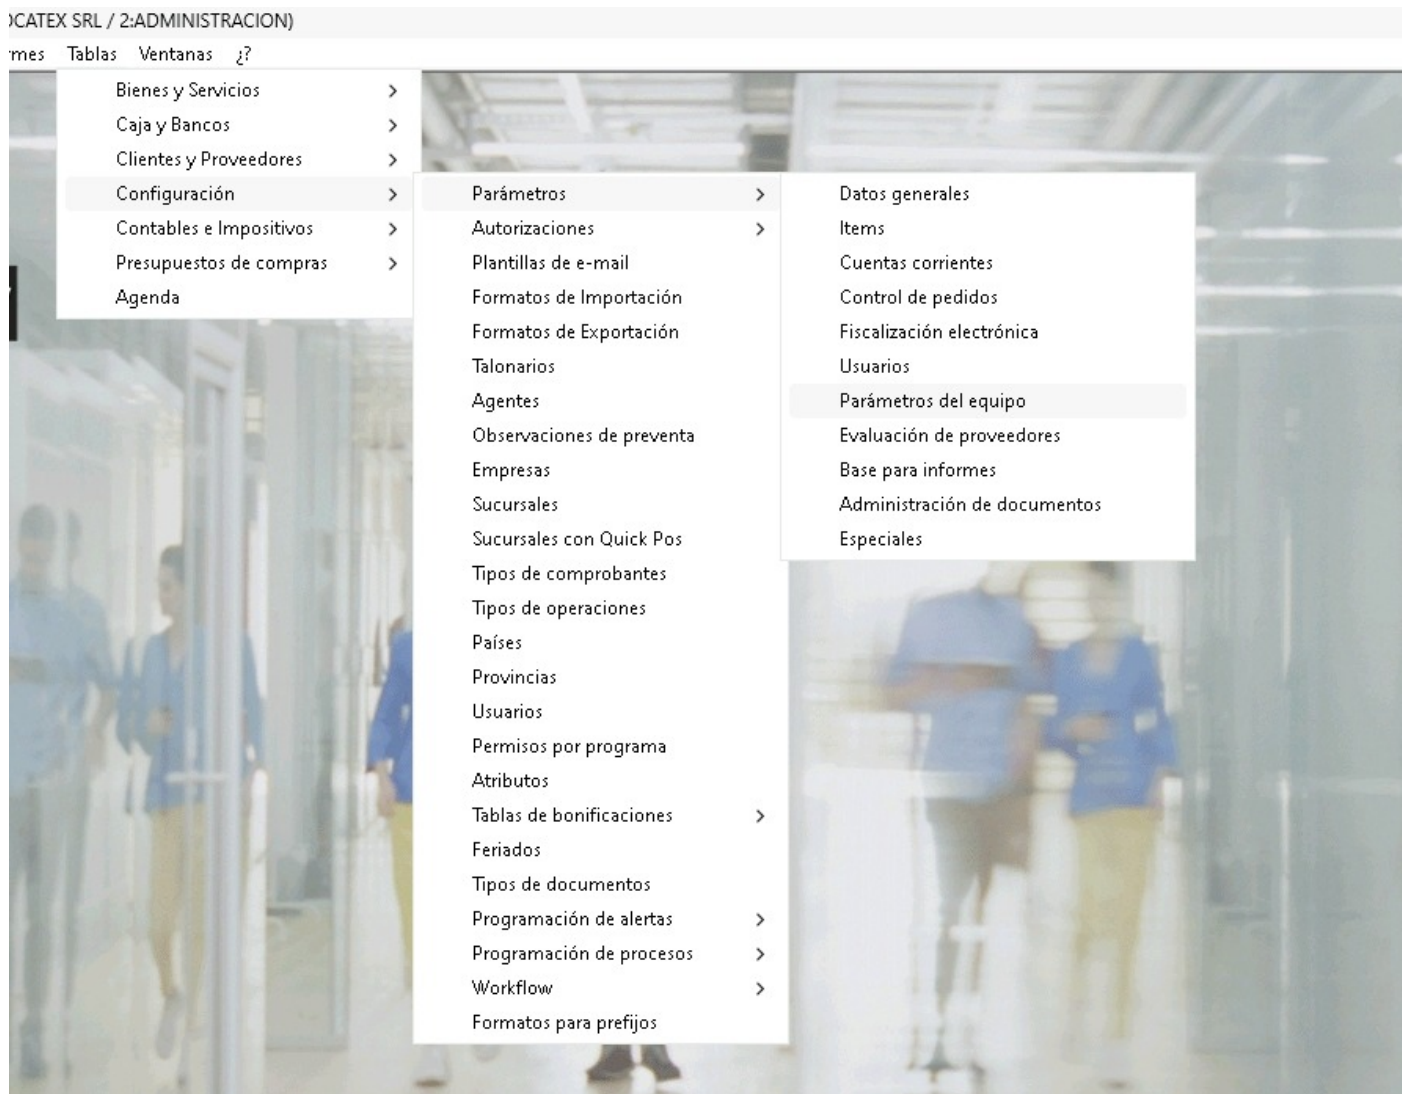 OCATEX SRL / 2:ADMINISTRACION)
rmes Tablas Ventanas ¿?
Bienes y Servicios
Caja y Bancos
Clientes y Proveedores
Configuración
Contables e Impositivos
Presupuestos de compras
Agenda
Parámetros
Autorizaciones
Plantillas de e-mail
Formatos de Importación
Formatos de Exportación
Talonarios
Agentes
Observaciones de preventa
Empresas
Sucursales
Sucursales con Quick Pos
Tipos de comprobantes
Tipos de operaciones
Países
Provincias
Usuarios
Permisos por programa
Atributos
Tablas de bonificaciones
Feriados
Tipos de documentos
Programación de alertas
Programación de procesos
Workflow
Formatos para prefijos
Datos generales
Items
Cuentas corrientes
Control de pedidos
Fiscalización electrónica
Usuarios
Parámetros del equipo
Evaluación de proveedores
Base para informes
Administración de documentos
Especiales